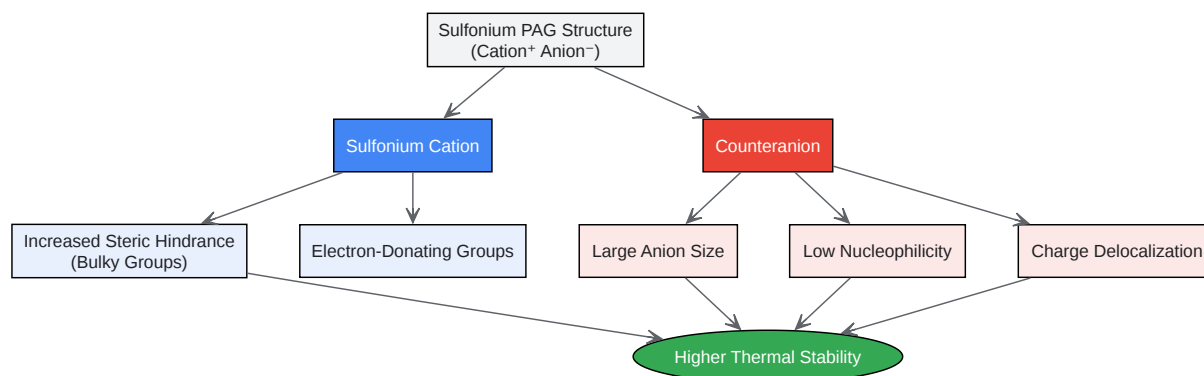 Sulfonium PAG Structure
(Cation⁺ Anion⁻)
Sulfonium Cation
Counteranion
Increased Steric Hindrance
(Bulky Groups)
Electron-Donating Groups
Large Anion Size
Low Nucleophilicity
Charge Delocalization
Higher Thermal Stability